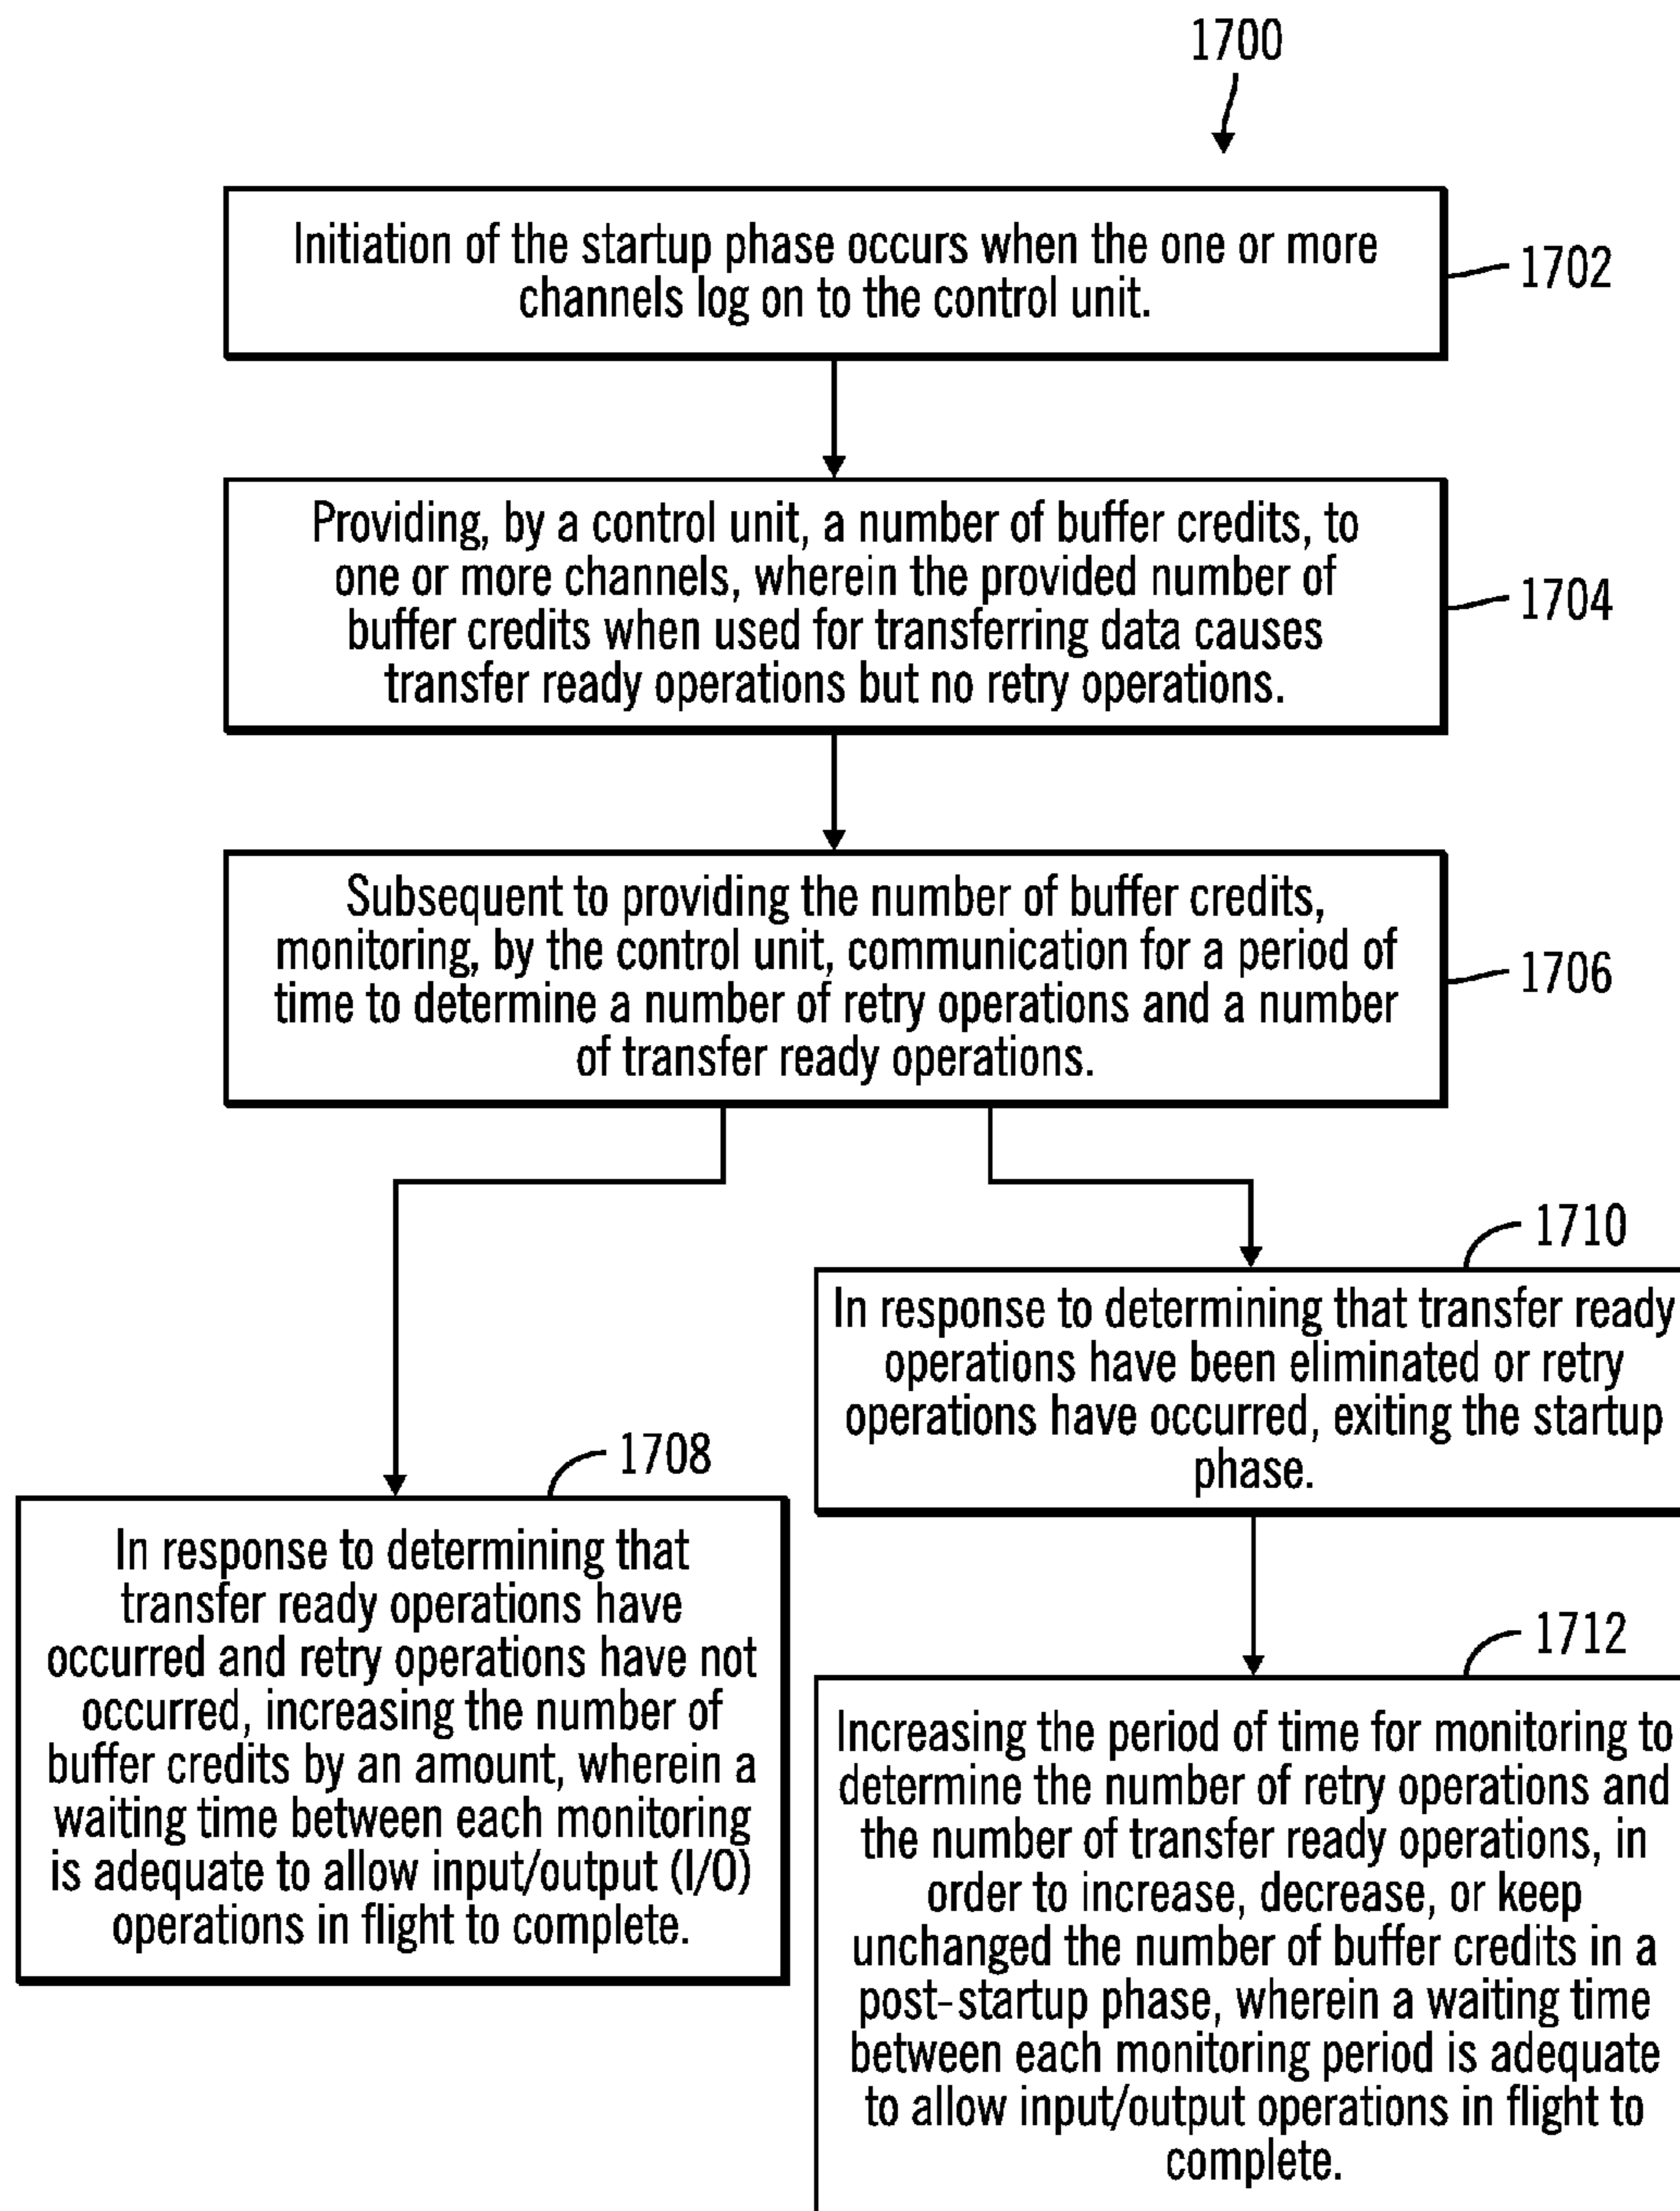 1700
Initiation of the startup phase occurs when the one or more
channels log on to the control unit.
1702
Providing, by a control unit, a number of buffer credits, to
one or more channels, wherein the provided number of
buffer credits when used for transferring data causes
transfer ready operations but no retry operations.
1704
Subsequent to providing the number of buffer credits,
monitoring, by the control unit, communication for a period of
time to determine a number of retry operations and a number
of transfer ready operations.
1706
1710
In response to determining that transfer ready
operations have been eliminated or retry
operations have occurred, exiting the startup
phase.
1708
In response to determining that
transfer ready operations have
occurred and retry operations have not
occurred, increasing the number of
buffer credits by an amount, wherein a
waiting time between each monitoring
is adequate to allow input/output (I/O)
operations in flight to complete.
1712
Increasing the period of time for monitoring to
determine the number of retry operations and
the number of transfer ready operations, in
order to increase, decrease, or keep
unchanged the number of buffer credits in a
post-startup phase, wherein a waiting time
between each monitoring period is adequate
to allow input/output operations in flight to
complete.